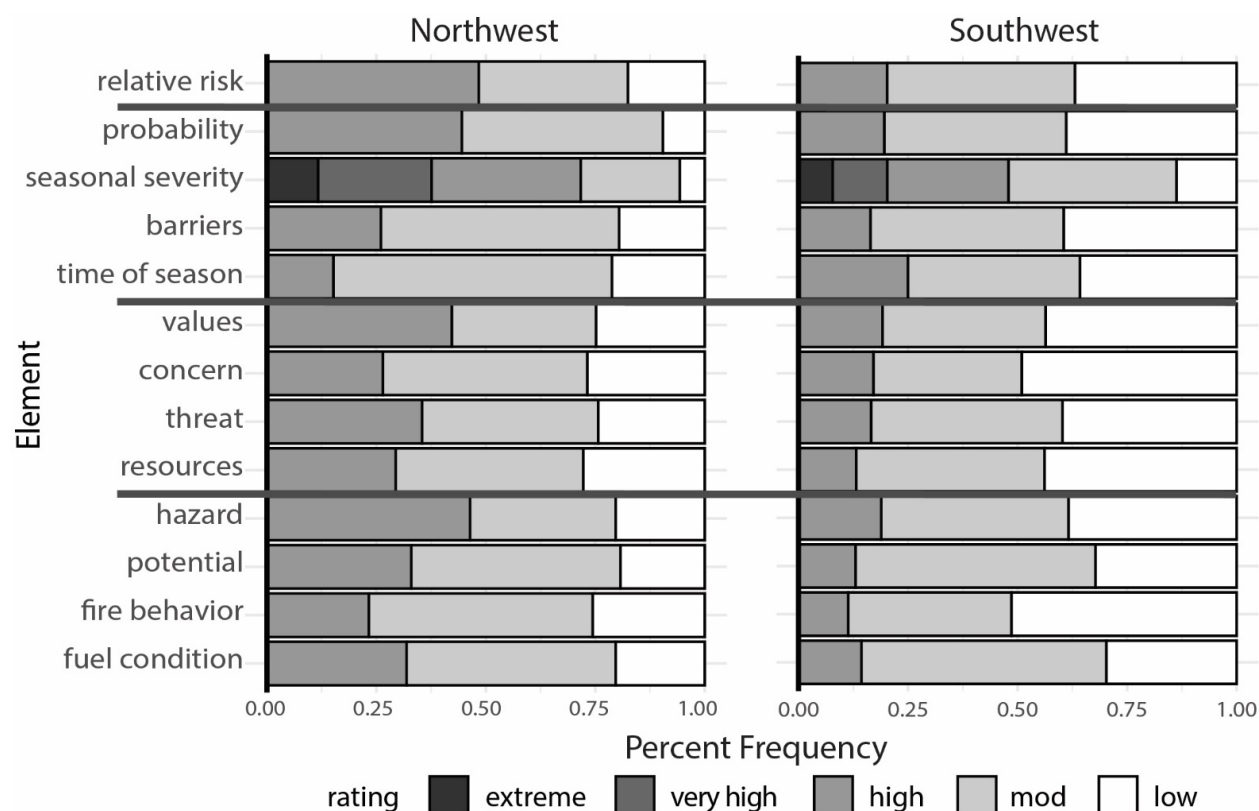 Northwest
Southwest
Element
relative risk
probability
seasonal severity
barriers
time of season
values
concern
threat
resources
hazard
potential
fire behavior
fuel condition
0.00 0.25 0.50 0.75 1.00
0.00 0.25 0.50 0.75 1.00
Percent Frequency
rating extreme very high high mod low